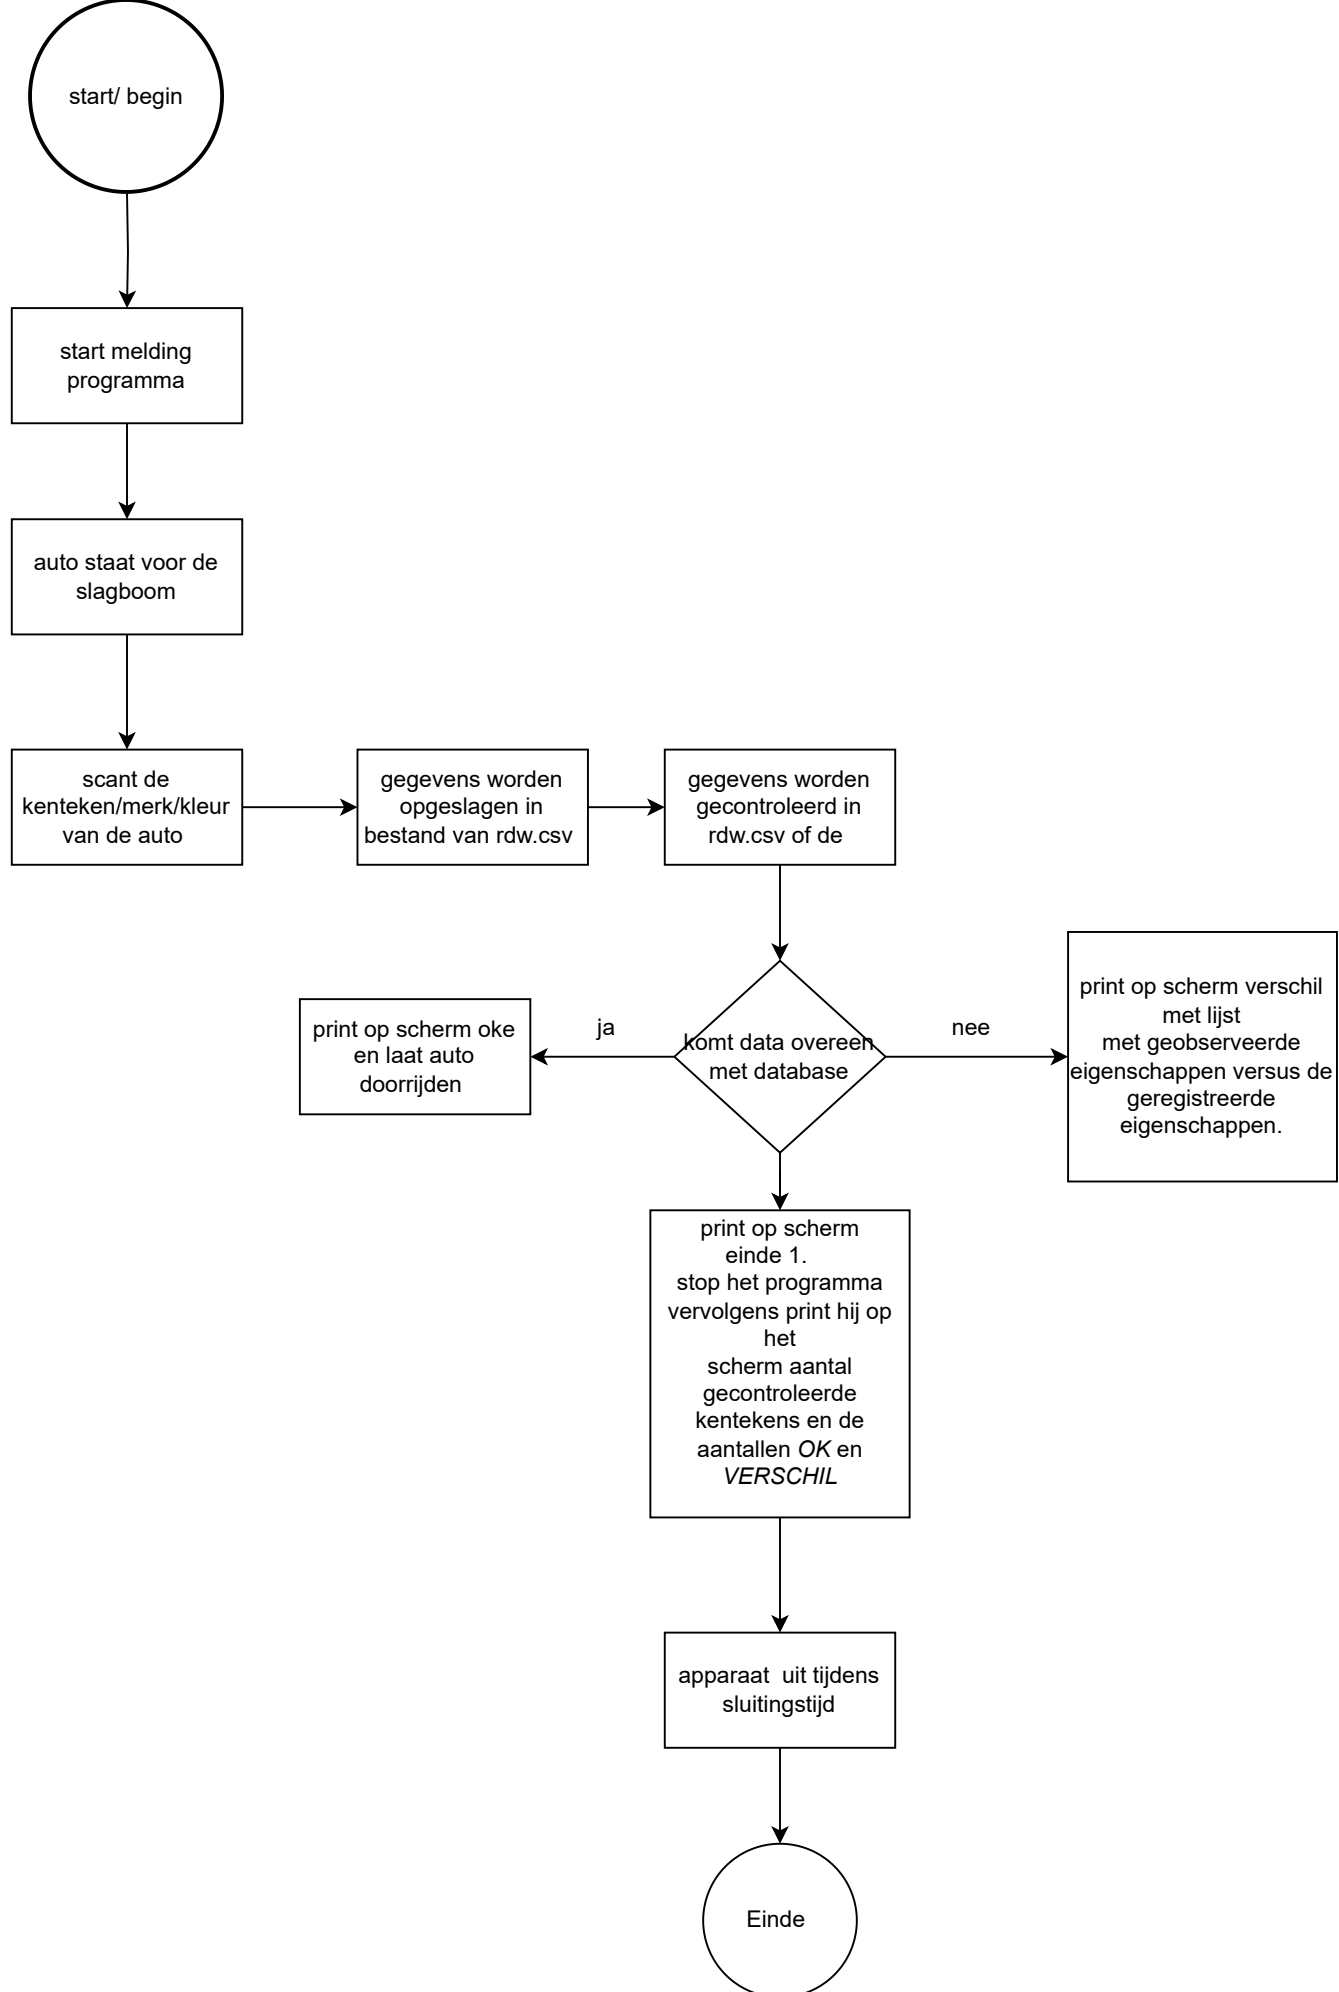 start/ begin
start melding
programma
auto staat voor de
slagboom
scant de
kenteken/merk/kleur
van de auto
gegevens worden
opgeslagen in
bestand van rdw.csv
gegevens worden
gecontroleerd in
rdw.csv of de
komt data overeen
met database
ja
print op scherm oke
en laat auto
doorrijden
nee
print op scherm verschil
met lijst
met geobserveerde
eigenschappen versus de
geregistreerde
eigenschappen.
print op scherm
einde 1.
stop het programma
vervolgens print hij op
het
scherm aantal
gecontroleerde
kentekens en de
aantallen OK en
VERSCHIL
apparaat  uit tijdens
sluitingstijd
Einde